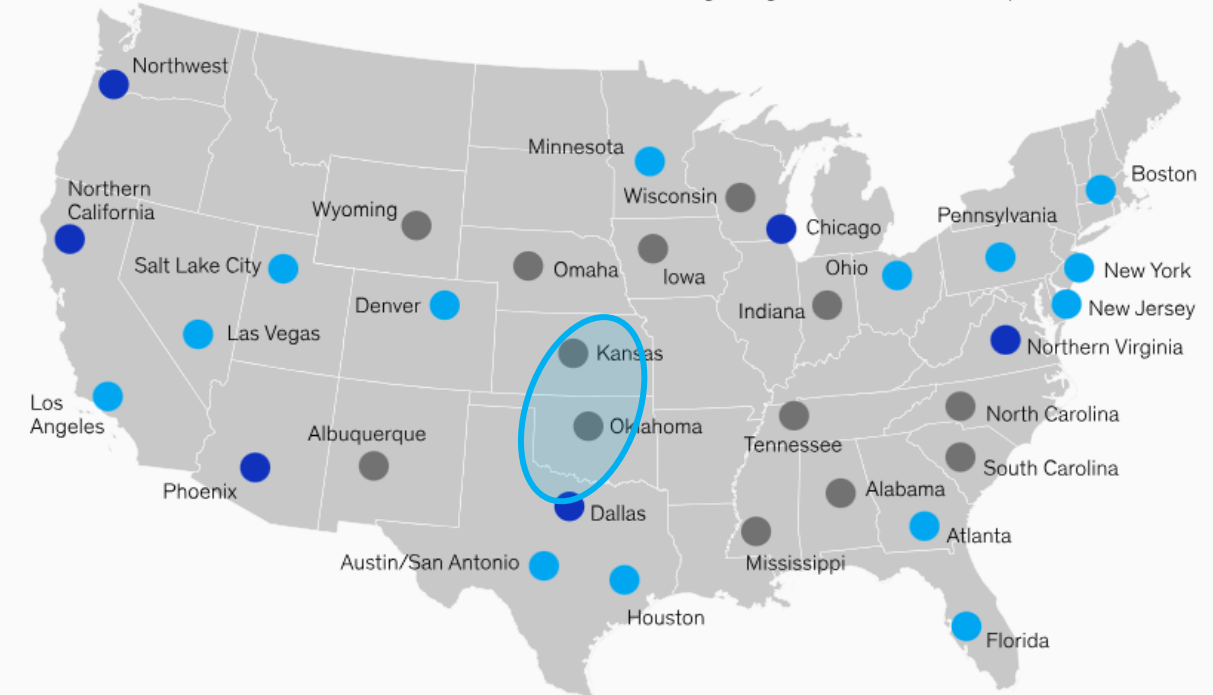 Northwest
Minnesota
Boston
Northern
California
Wisconsin
Wyoming
Pennsylvania
Chicago
Salt Lake City
Omaha
Iowa
Ohio
New York
Denver
Indiana
New Jersey
Las Vegas
Kansas
Northern Virginia
Los
Angeles
Albuquerque
Oklahoma
Tennessee
North Carolina
South Carolina
Phoenix
Dallas
Alabama
Atlanta
Austin/San Antonio
Mississippi
Houston
Florida